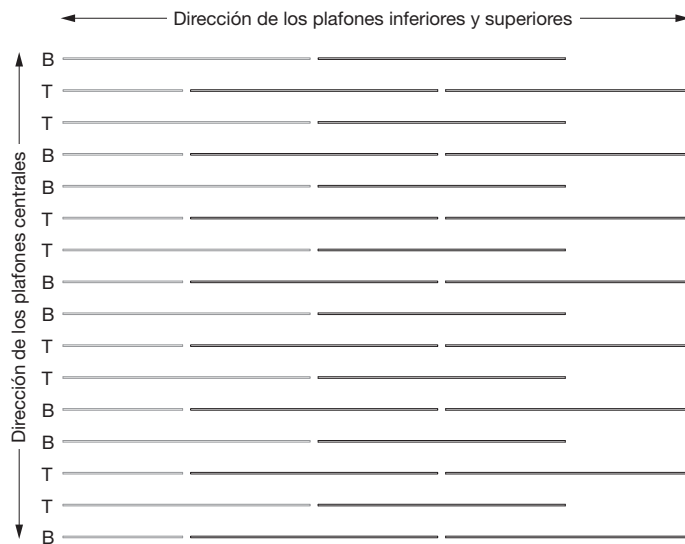 Dirección de los plafones inferiores y superiores
Dirección de los plafones centrales
B
T
T
B
B
T
T
B
B
T
T
B
B
T
T
B